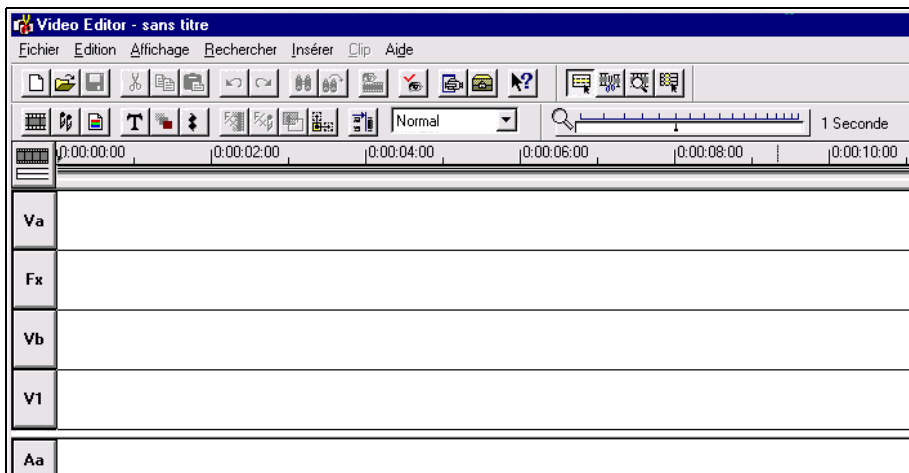 Video Editor - sans titre
Fichier Edition Affichage Rechercher Insérer Clip Aide
T Normal 1 Seconde
0:00:00:00 0:00:02:00 0:00:04:00 0:00:06:00 0:00:08:00 0:00:10:00
Va
Fx
Vb
V1
Aa